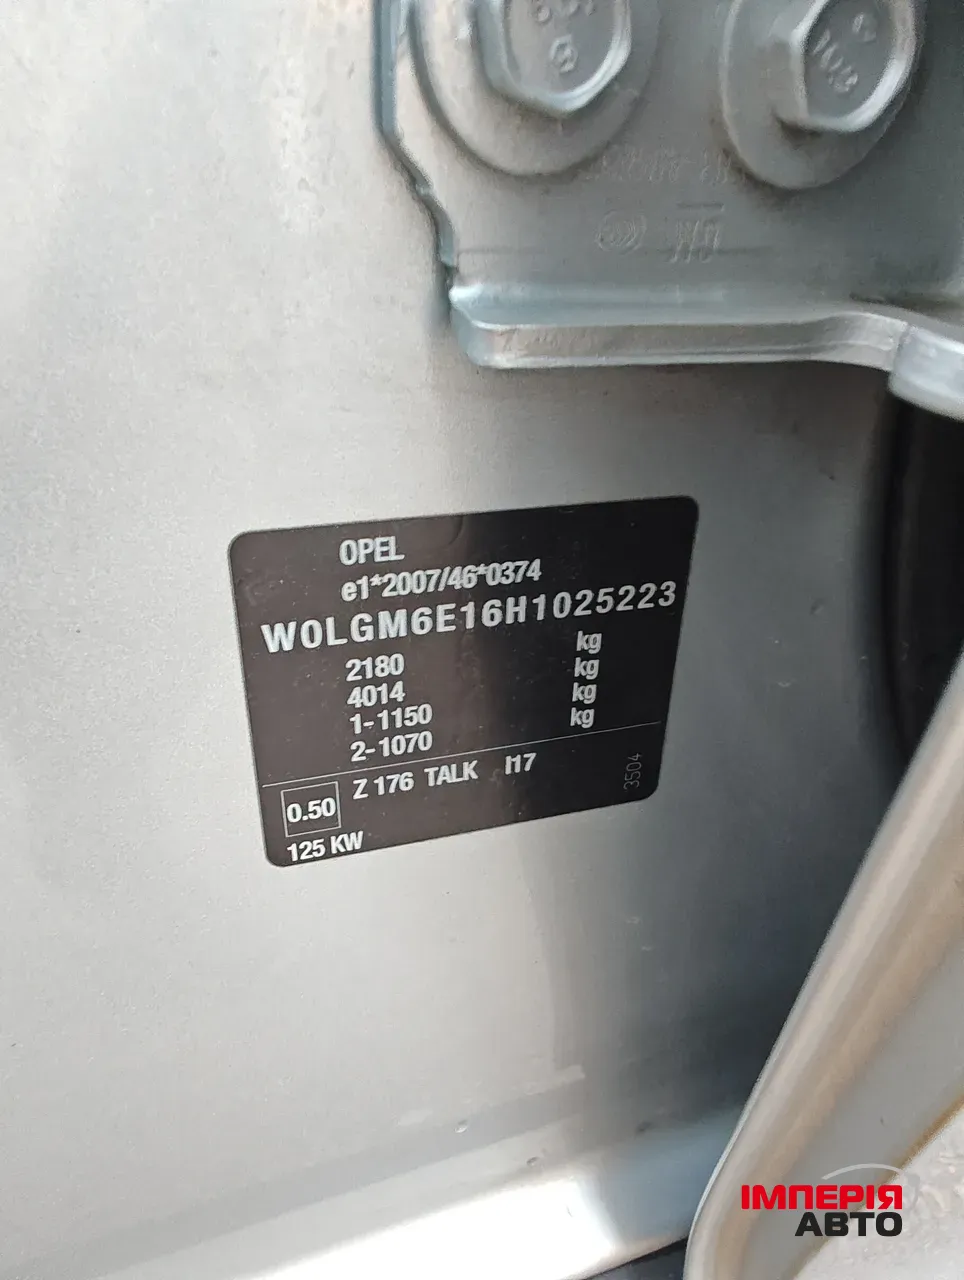 OPEL
e1*2007/46*0374
W0LGM6E16H1025223
2180 kg
4014 kg
1-1150 kg
2-1070 kg
Z 176 TALK I17
0.50
125 KW
3504
ІМПЕРІЯ
АВТО